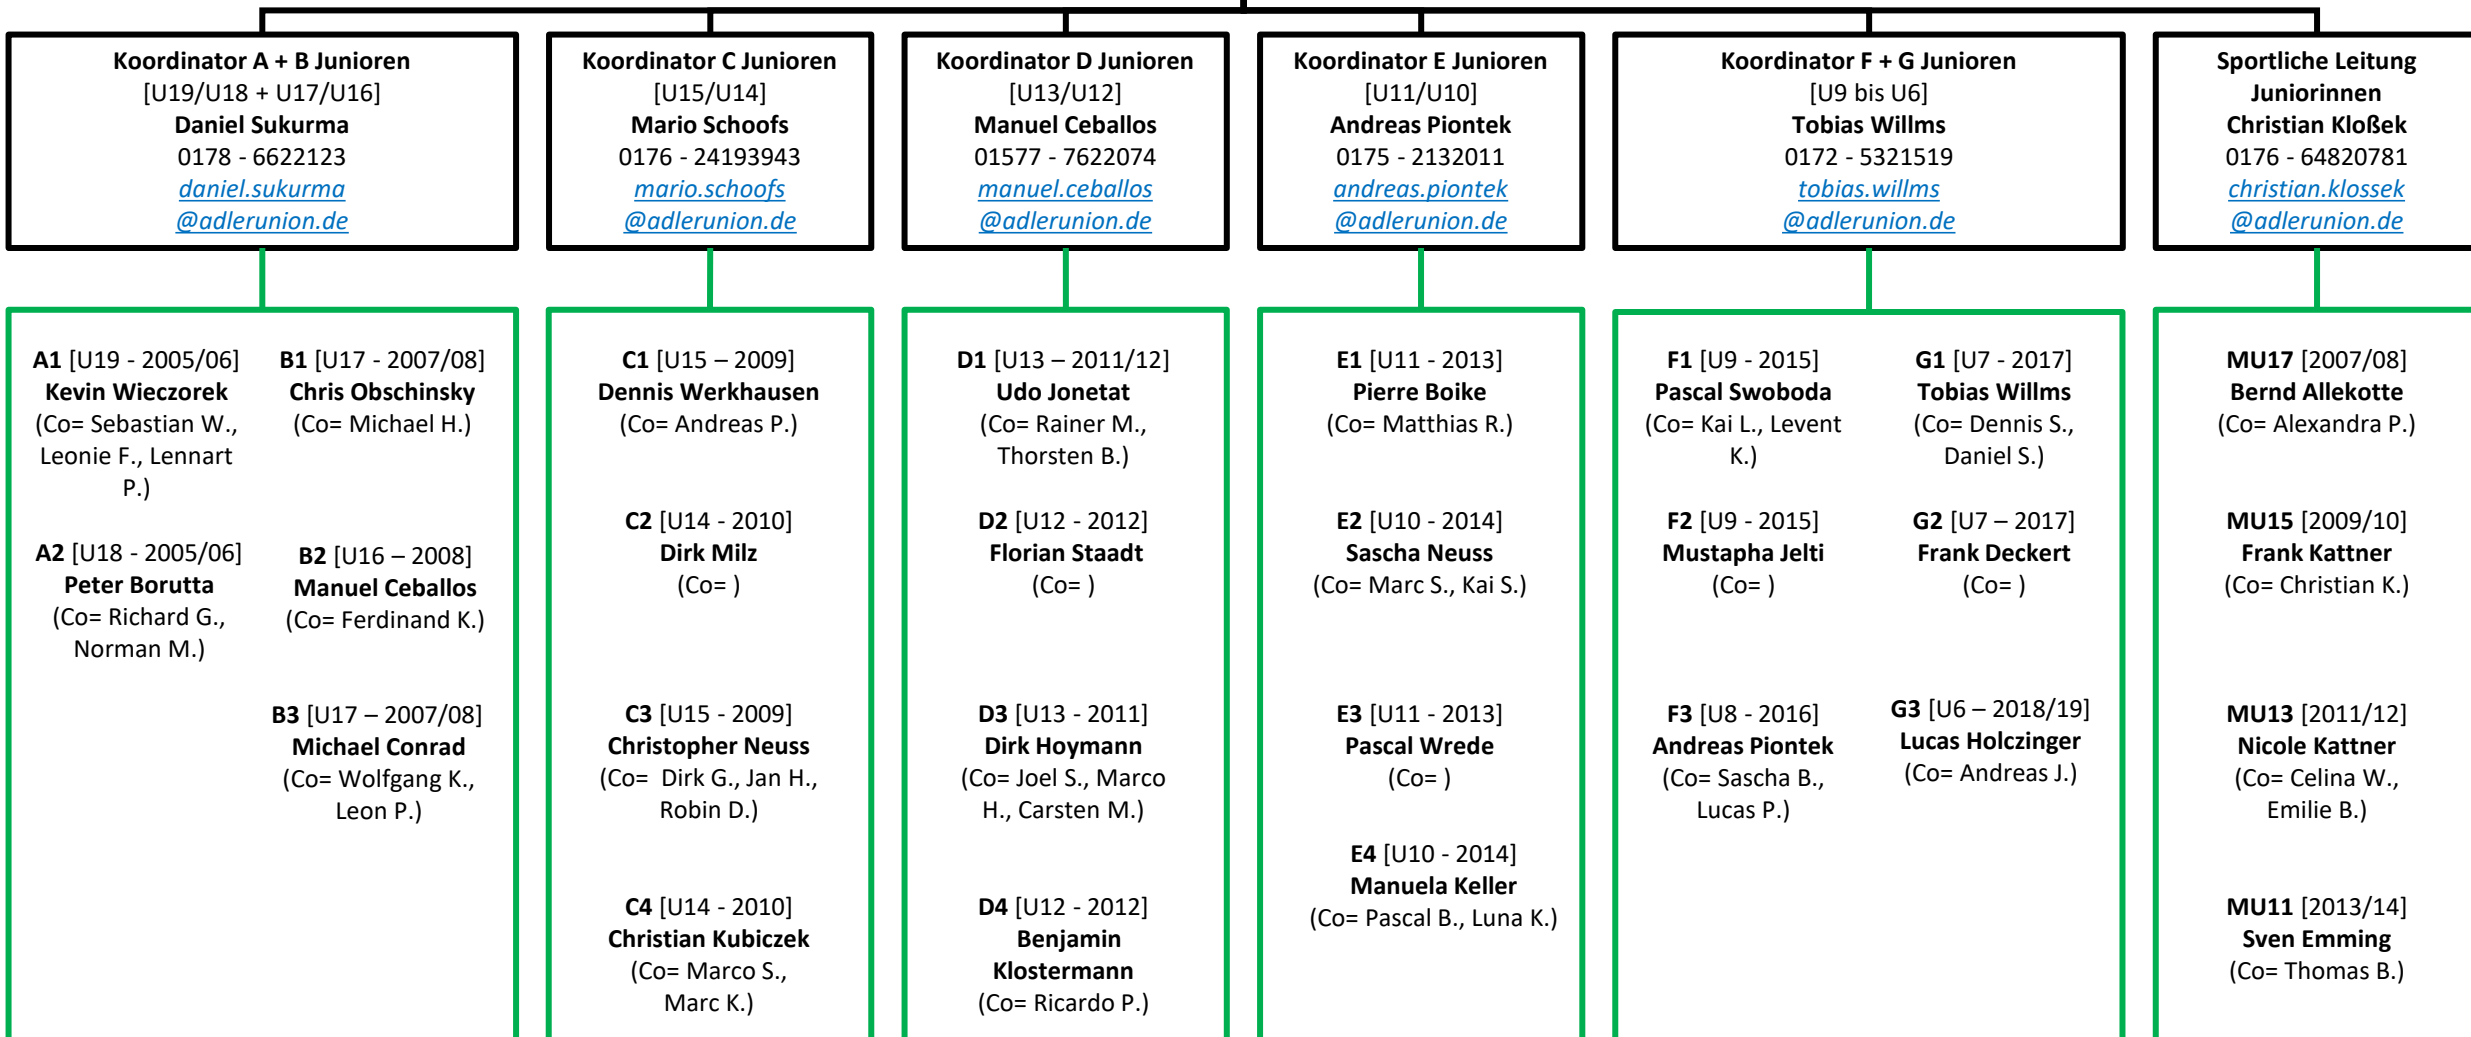 Koordinator A + B Junioren
[U19/U18 + U17/U16]
Daniel Sukurma
0178 - 6622123
daniel.sukurma
@adlerunion.de
Koordinator C Junioren
[U15/U14]
Mario Schoofs
0176 - 24193943
mario.schoofs
@adlerunion.de
Koordinator D Junioren
[U13/U12]
Manuel Ceballos
01577 - 7622074
manuel.ceballos
@adlerunion.de
Koordinator E Junioren
[U11/U10]
Andreas Piontek
0175 - 2132011
andreas.piontek
@adlerunion.de
Koordinator F + G Junioren
[U9 bis U6]
Tobias Willms
0172 - 5321519
tobias.willms
@adlerunion.de
Sportliche Leitung
Juniorinnen
Christian Kloßek
0176 - 64820781
christian.klossek
@adlerunion.de
A1 [U19 - 2005/06]
Kevin Wieczorek
(Co= Sebastian W.,
Leonie F., Lennart
P.)
A2 [U18 - 2005/06]
Peter Borutta
(Co= Richard G.,
Norman M.)
B1 [U17 - 2007/08]
Chris Obschinsky
(Co= Michael H.)
B2 [U16 – 2008]
Manuel Ceballos
(Co= Ferdinand K.)
B3 [U17 – 2007/08]
Michael Conrad
(Co= Wolfgang K.,
Leon P.)
C1 [U15 – 2009]
Dennis Werkhausen
(Co= Andreas P.)
C2 [U14 - 2010]
Dirk Milz
(Co= )
C3 [U15 - 2009]
Christopher Neuss
(Co=  Dirk G., Jan H.,
Robin D.)
C4 [U14 - 2010]
Christian Kubiczek
(Co= Marco S.,
Marc K.)
D1 [U13 – 2011/12]
Udo Jonetat
(Co= Rainer M.,
Thorsten B.)
D2 [U12 - 2012]
Florian Staadt
(Co= )
D3 [U13 - 2011]
Dirk Hoymann
(Co= Joel S., Marco
H., Carsten M.)
D4 [U12 - 2012]
Benjamin
Klostermann
(Co= Ricardo P.)
E1 [U11 - 2013]
Pierre Boike
(Co= Matthias R.)
E2 [U10 - 2014]
Sascha Neuss
(Co= Marc S., Kai S.)
E3 [U11 - 2013]
Pascal Wrede
(Co= )
E4 [U10 - 2014]
Manuela Keller
(Co= Pascal B., Luna K.)
F1 [U9 - 2015]
Pascal Swoboda
(Co= Kai L., Levent
K.)
F2 [U9 - 2015]
Mustapha Jelti
(Co= )
F3 [U8 - 2016]
Andreas Piontek
(Co= Sascha B.,
Lucas P.)
G1 [U7 - 2017]
Tobias Willms
(Co= Dennis S.,
Daniel S.)
G2 [U7 – 2017]
Frank Deckert
(Co= )
G3 [U6 – 2018/19]
Lucas Holczinger
(Co= Andreas J.)
MU17 [2007/08]
Bernd Allekotte
(Co= Alexandra P.)
MU15 [2009/10]
Frank Kattner
(Co= Christian K.)
MU13 [2011/12]
Nicole Kattner
(Co= Celina W.,
Emilie B.)
MU11 [2013/14]
Sven Emming
(Co= Thomas B.)